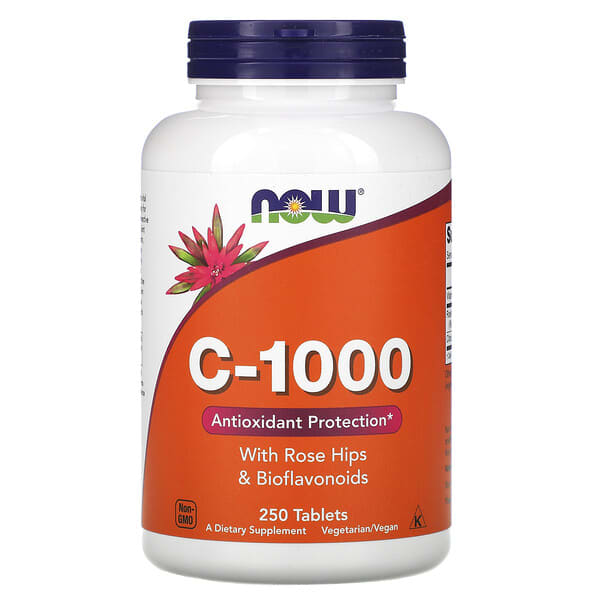 NOW®
C-1000
Antioxidant Protection*
With Rose Hips
& Bioflavonoids
250 Tablets
A Dietary Supplement Vegetarian/Vegan
Non-
GMO
K